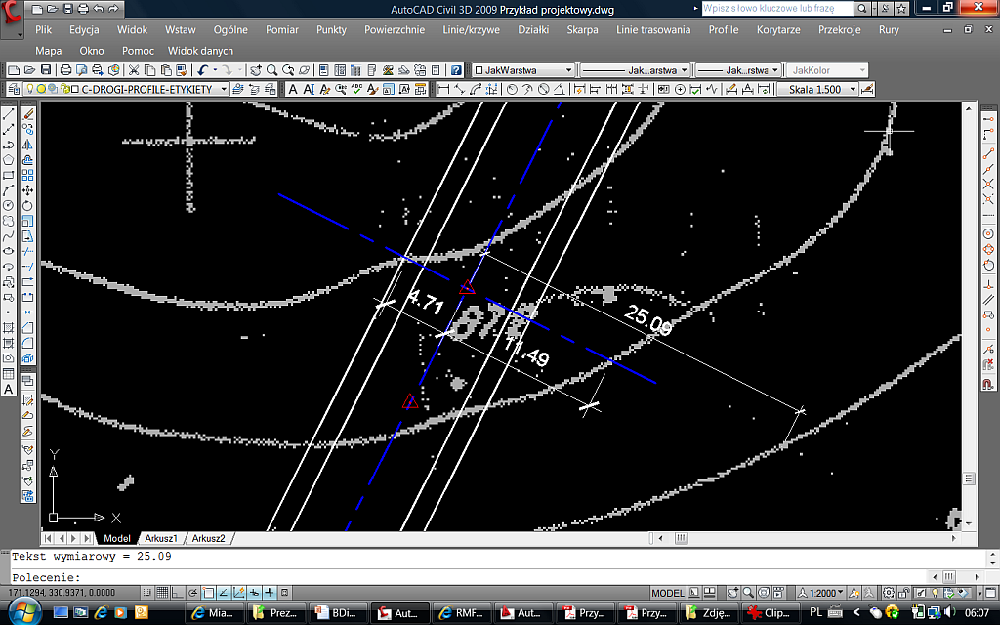 AutoCAD Civil 3D 2009 Przykład projektowy.dwg
Wpisz słowo kluczowe lub frazę
Plik Edycja Widok Wstaw Ogólne Pomiar Punkty Powierzchnie Linie/krzywe Działki Skarpa Linie trasowania Profile Korytarze Przekroje Rury
Mapa Okno Pomoc Widok danych
JakWarstwa Jak...arstwa Jak...rstwa JakKolor
C-DROGI-PROFILE-ETYKIETY Skala 1.500
4.71
25.09
11.49
Y
X
Model Arkusz1 Arkusz2
Tekst wymiarowy = 25.09
Polecenie:
171.1294, 330.9371, 0.0000 MODEL 1:2000
Mia... Prez... BDi... Aut... RMF... Aut... Przy... Przy... Zdję... Clip... PL 06:07